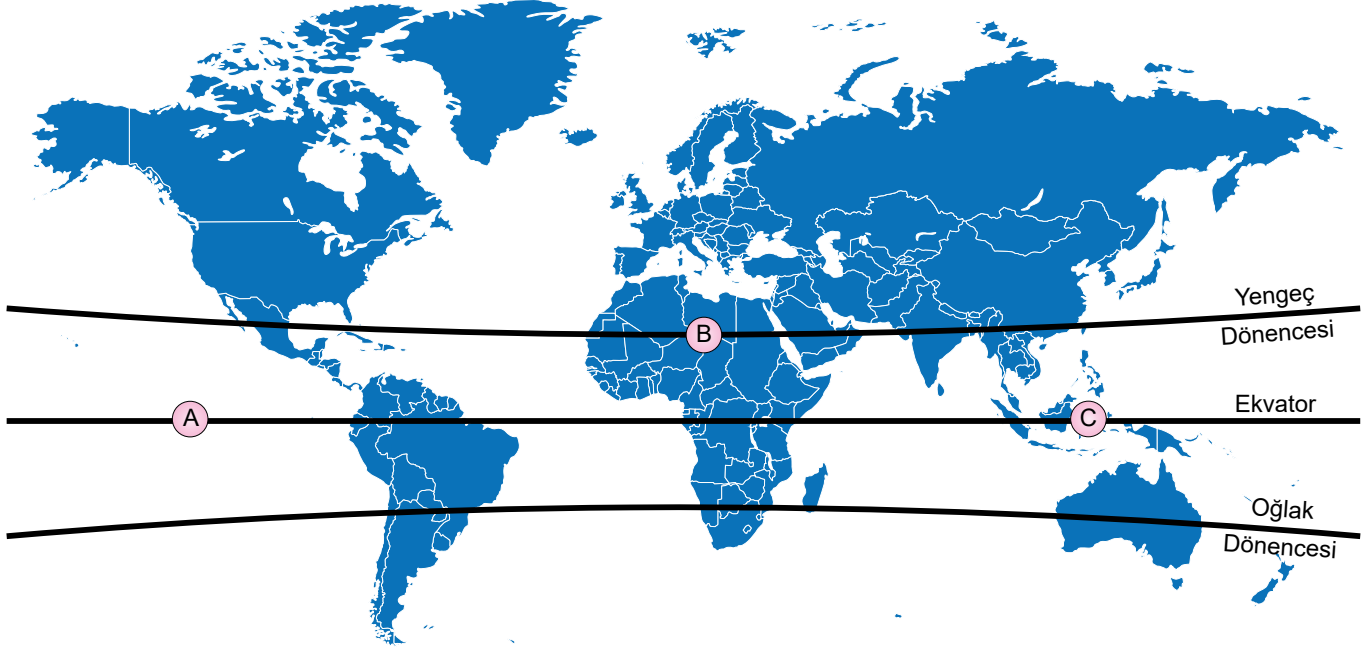 Yengeç
Dönencesi
B
A
Ekvator
C
Oğlak
Dönencesi